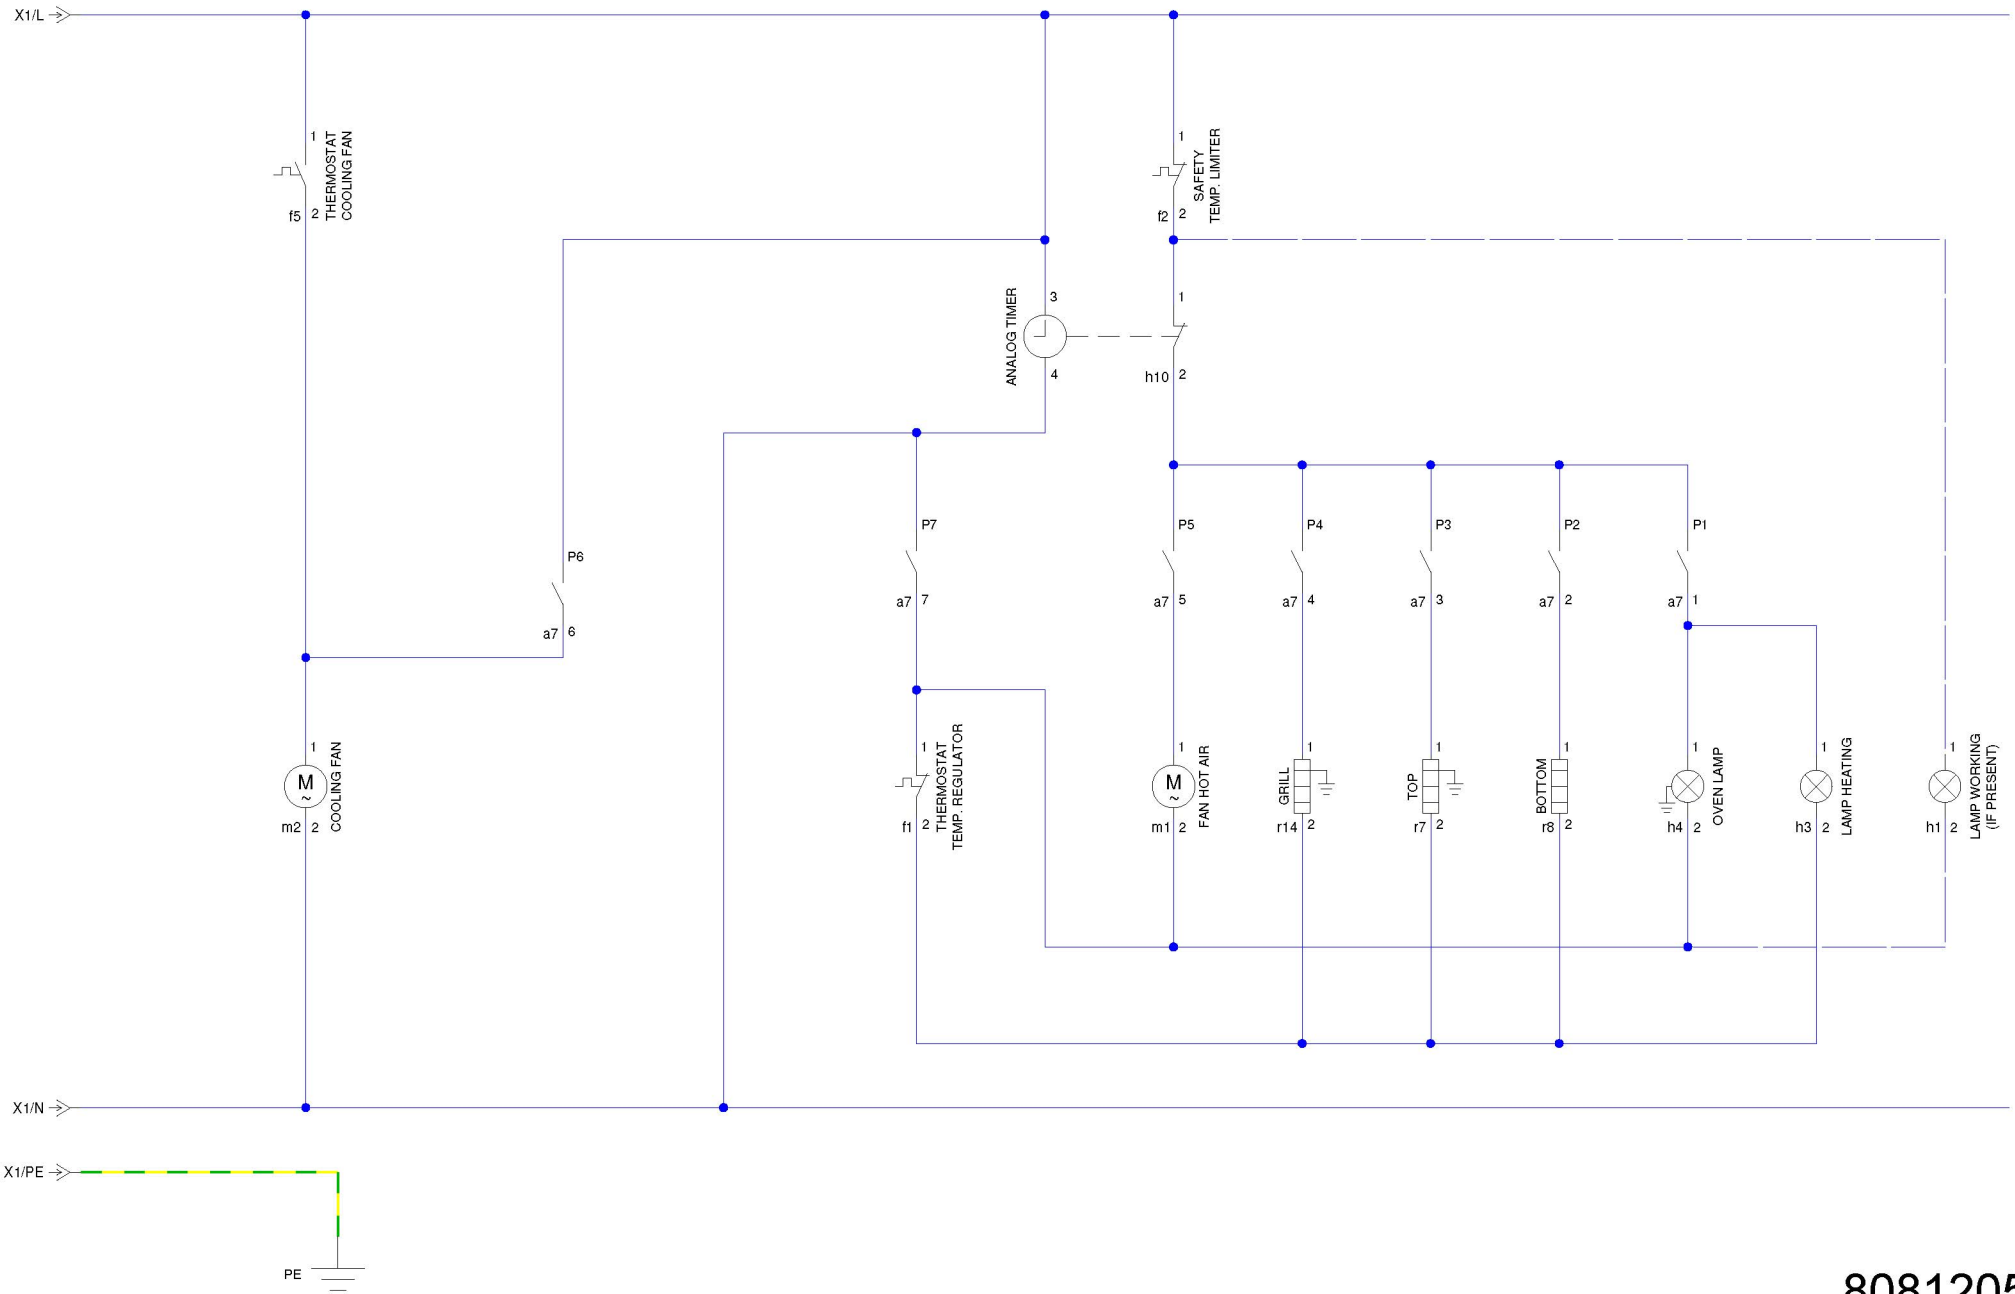 X1/L
1
THERMOSTAT
COOLING FAN
f5
2
1
SAFETY
TEMP. LIMITER
f2
2
ANALOG TIMER
3
4
1
h10
2
P7
P5
P4
P3
P2
P1
P6
a7
7
a7
5
a7
4
a7
3
a7
2
a7
1
a7
6
1
COOLING FAN
M
~
m2
2
1
THERMOSTAT
TEMP. REGULATOR
f1
2
1
FAN HOT AIR
M
~
m1
2
1
GRILL
r14
2
1
TOP
r7
2
1
BOTTOM
r8
2
1
OVEN LAMP
h4
2
1
LAMP HEATING
h3
2
1
LAMP WORKING
(IF PRESENT)
h1
2
X1/N
X1/PE
PE
8081205